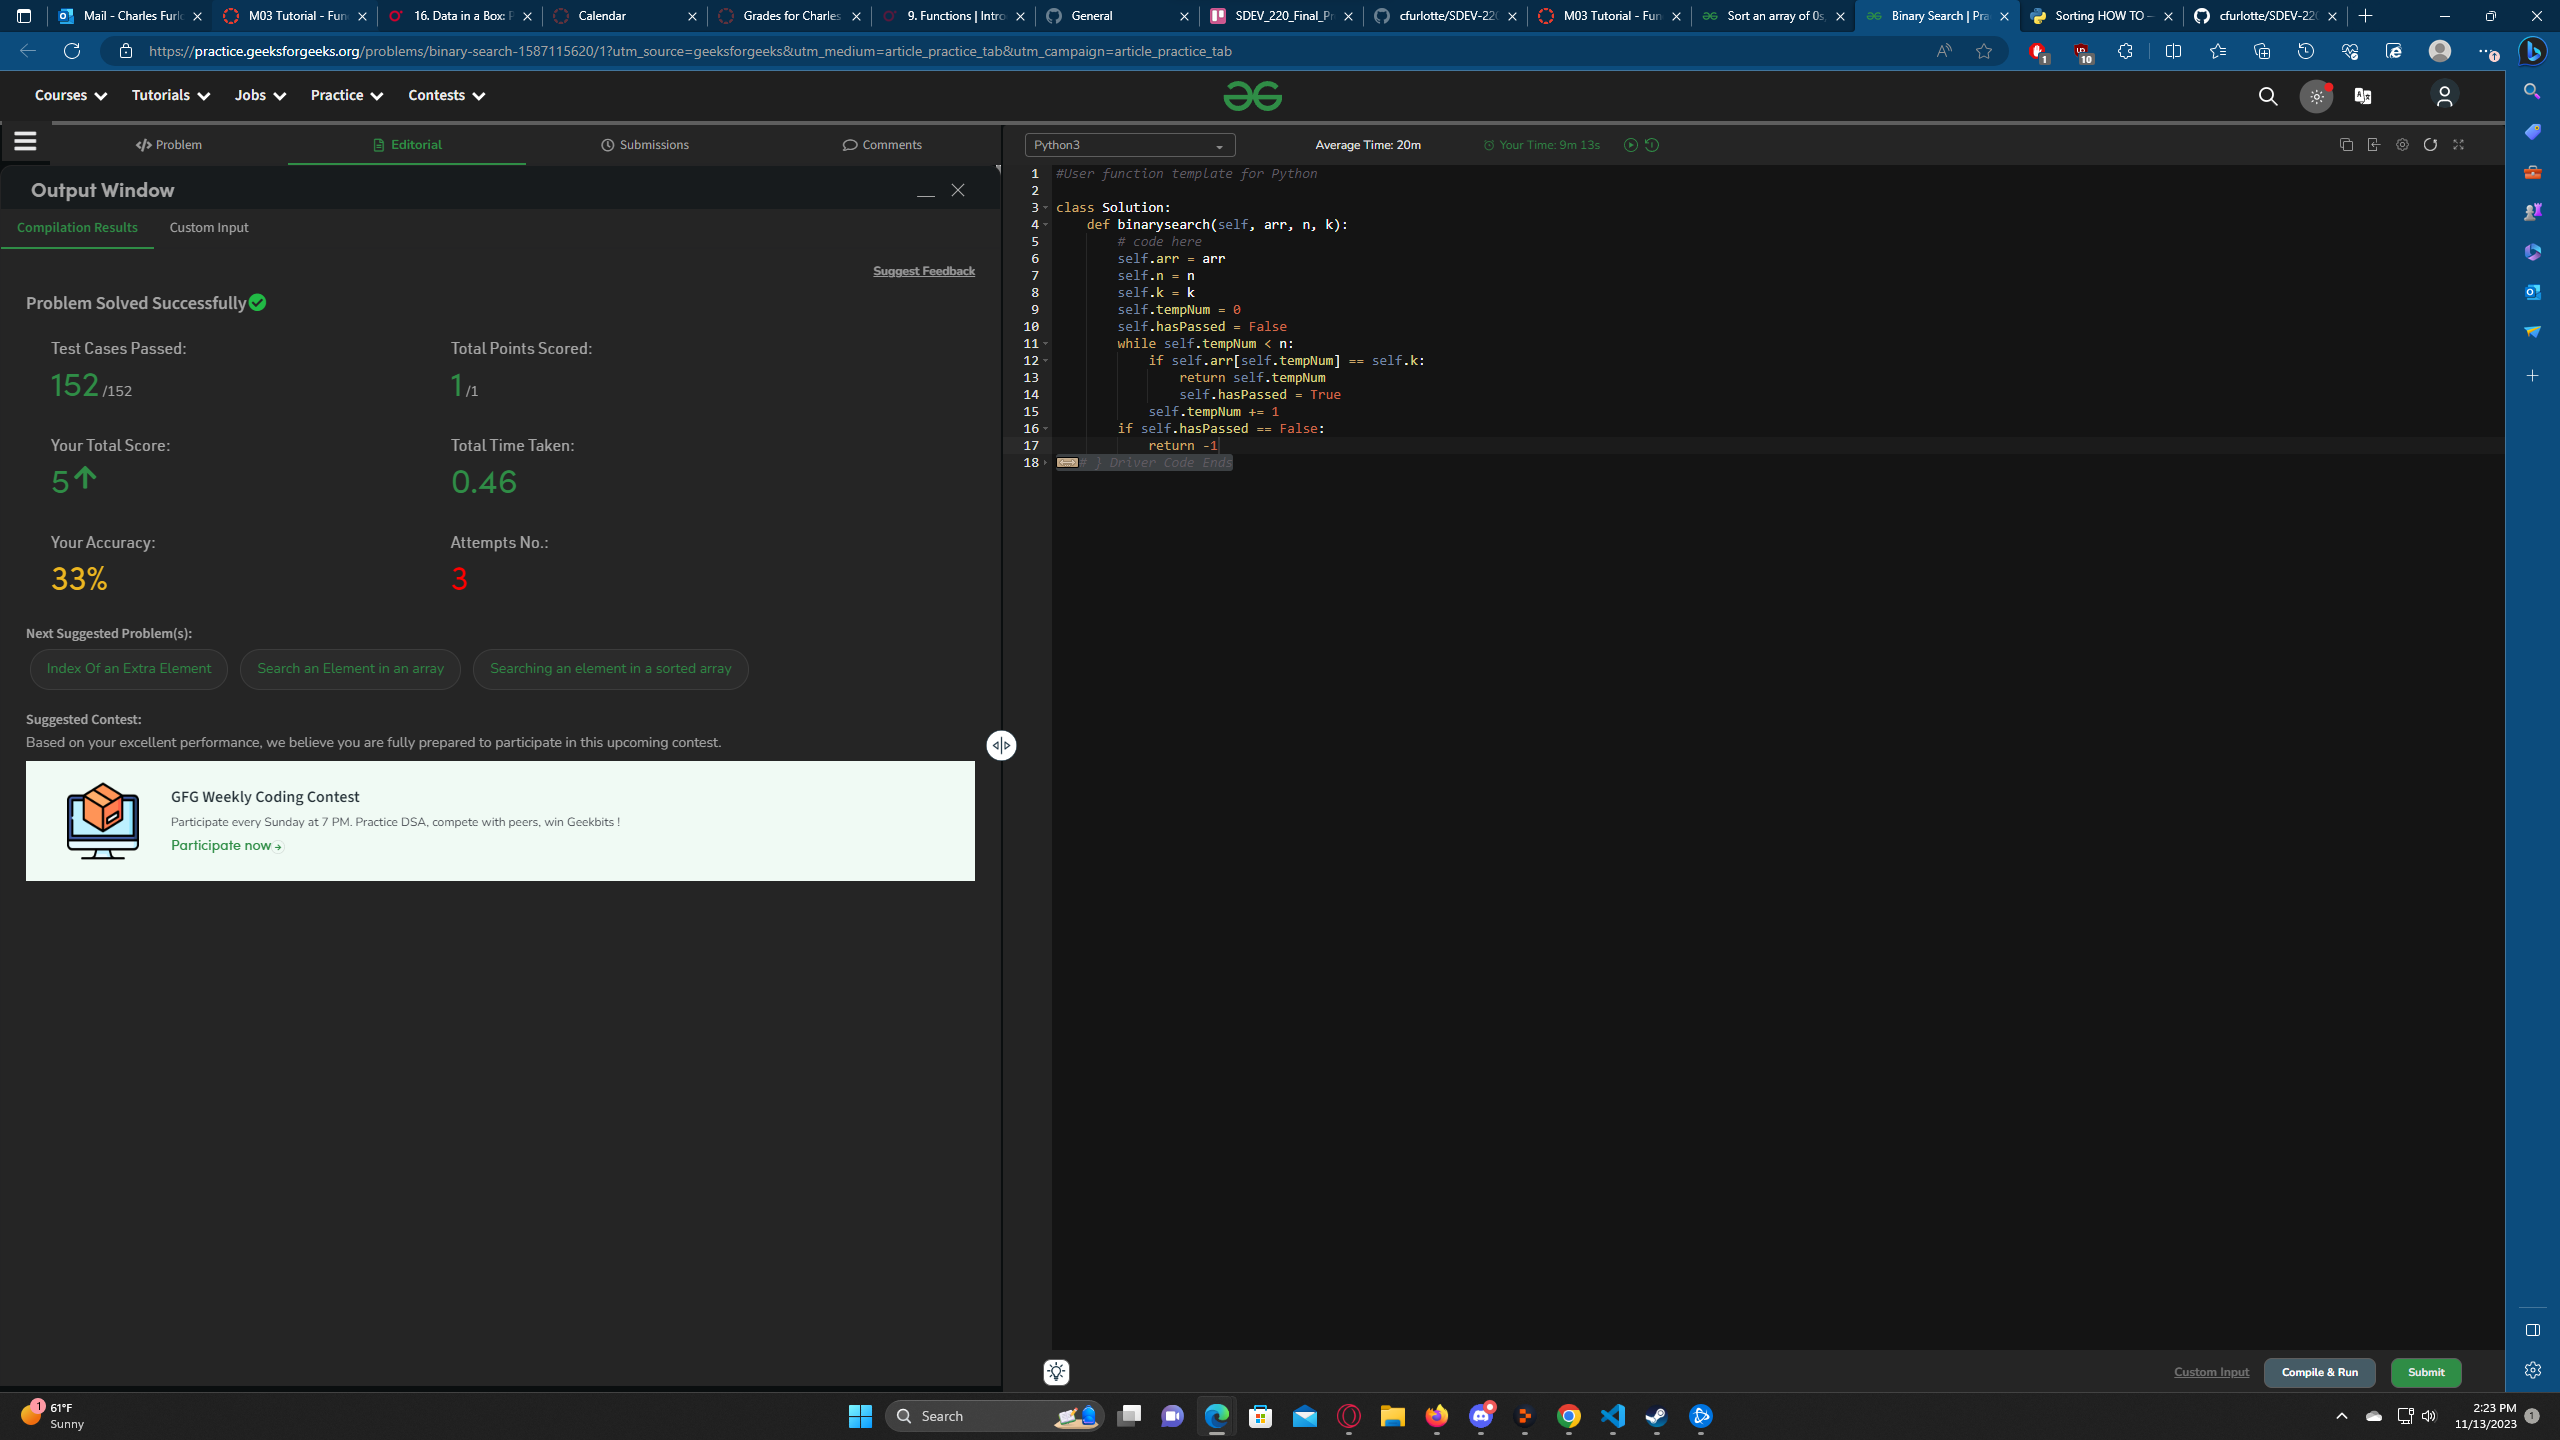 Mail - Charles Furl
M03 Tutorial - Fun
16. Data in a Box: P
Calendar
Grades for Charles
9. Functions | Intro
General
SDEV_220_Final_Pr
cfurlotte/SDEV-220
M03 Tutorial - Fun
Sort an array of 0s,
Binary Search | Pra
Sorting HOW TO —
cfurlotte/SDEV-220
https://practice.geeksforgeeks.org/problems/binary-search-1587115620/1?utm_source=geeksforgeeks&utm_medium=article_practice_tab&utm_campaign=article_practice_tab
1
10
Courses
Tutorials
Jobs
Practice
Contests
</> Problem
Editorial
Submissions
Comments
Python3
Average Time: 20m
Your Time: 9m 13s
Output Window
Compilation Results
Custom Input
Suggest Feedback
Problem Solved Successfully
Test Cases Passed:
152 /152
Total Points Scored:
1 /1
Your Total Score:
5
Total Time Taken:
0.46
Your Accuracy:
33%
Attempts No.:
3
Next Suggested Problem(s):
Index Of an Extra Element
Search an Element in an array
Searching an element in a sorted array
Suggested Contest:
Based on your excellent performance, we believe you are fully prepared to participate in this upcoming contest.
GFG Weekly Coding Contest
Participate every Sunday at 7 PM. Practice DSA, compete with peers, win Geekbits !
Participate now
1 #User function template for Python
2
3 class Solution:
4 def binarysearch(self, arr, n, k):
5 # code here
6 self.arr = arr
7 self.n = n
8 self.k = k
9 self.tempNum = 0
10 self.hasPassed = False
11 while self.tempNum < n:
12 if self.arr[self.tempNum] == self.k:
13 return self.tempNum
14 self.hasPassed = True
15 self.tempNum += 1
16 if self.hasPassed == False:
17 return -1
18 # } Driver Code Ends
Custom Input
Compile & Run
Submit
1
61°F
Sunny
Search
2:23 PM
11/13/2023
1